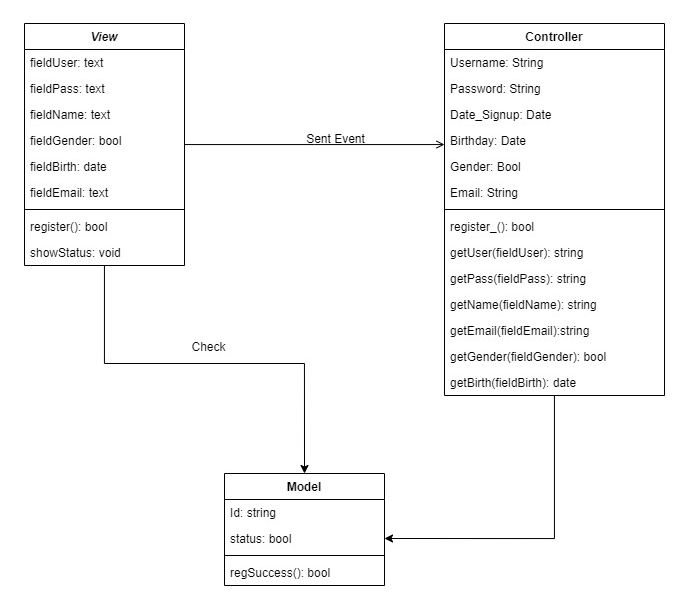 View
fieldUser: text
fieldPass: text
fieldName: text
fieldGender: bool
fieldBirth: date
fieldEmail: text
register(): bool
showStatus: void
Sent Event
Controller
Username: String
Password: String
Date_Signup: Date
Birthday: Date
Gender: Bool
Email: String
register_(): bool
getUser(fieldUser): string
getPass(fieldPass): string
getName(fieldName): string
getEmail(fieldEmail):string
getGender(fieldGender): bool
getBirth(fieldBirth): date
Check
Model
Id: string
status: bool
regSuccess(): bool